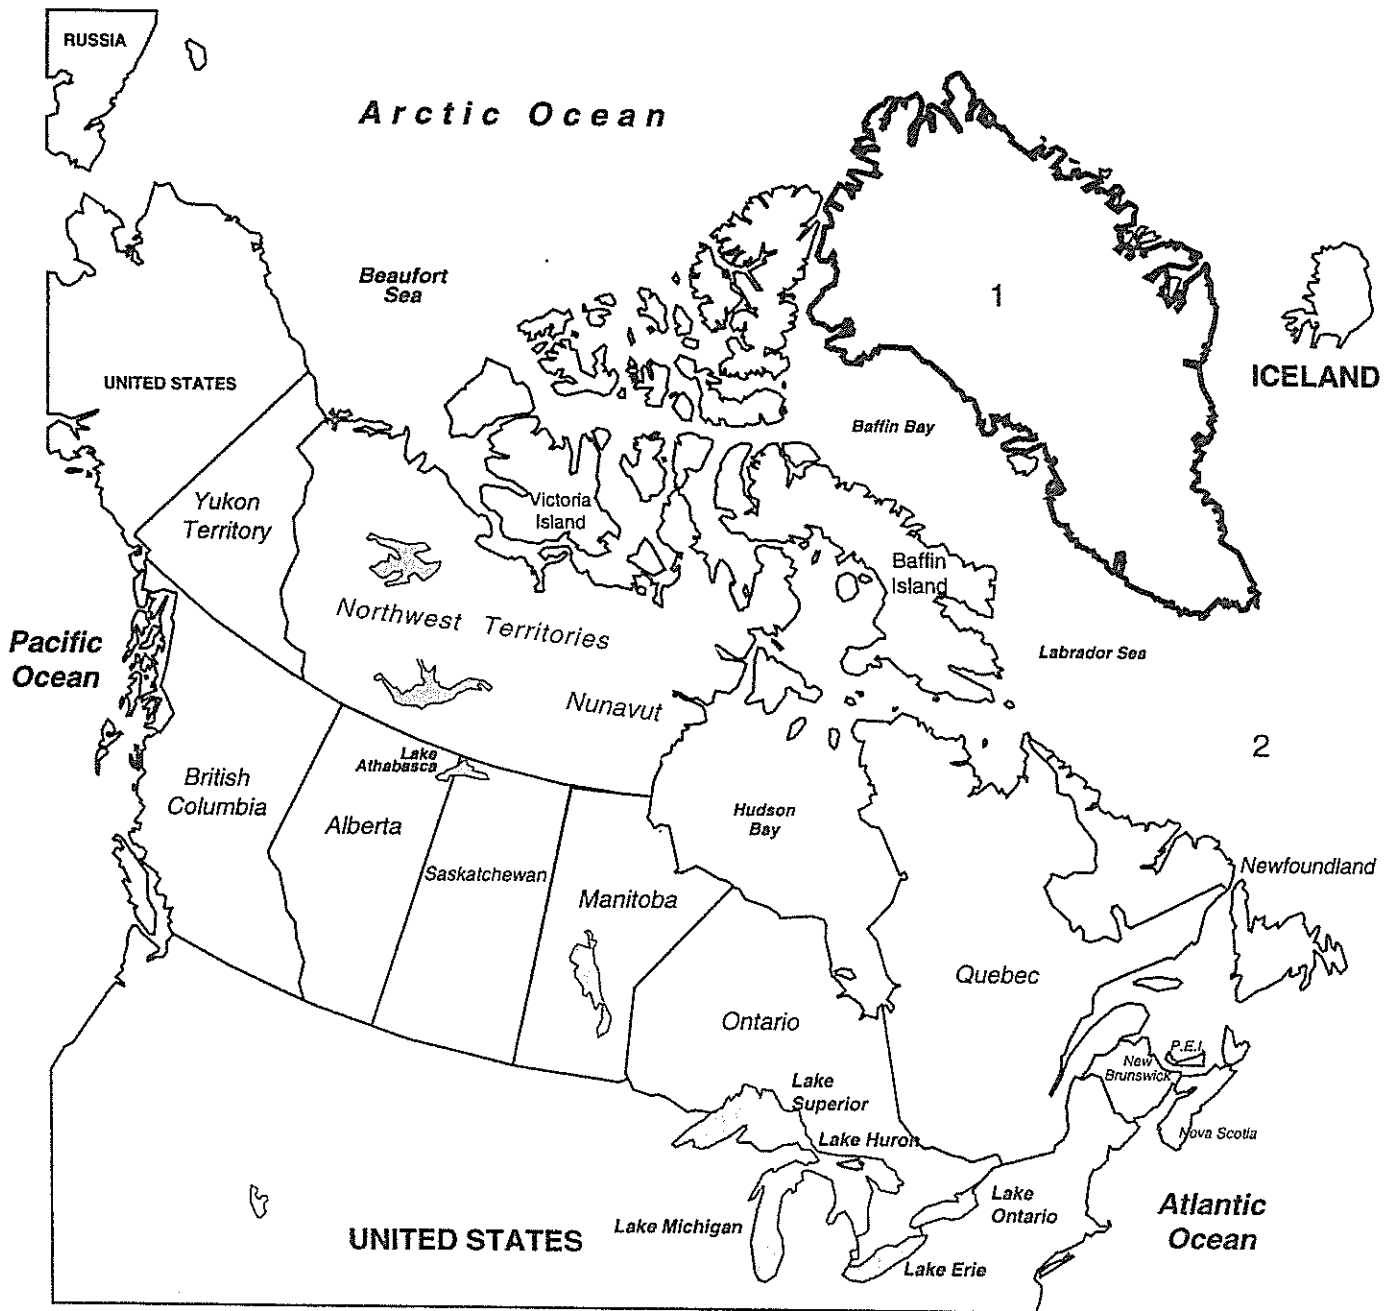 RUSSIA
Arctic Ocean
Beaufort
Sea
1
UNITED STATES
ICELAND
Baffin Bay
Yukon
Territory
Victoria
Island
Baffin
Island
Northwest Territories
Pacific
Ocean
Labrador Sea
Nunavut
2
Lake
Athabasca
British
Columbia
Alberta
Hudson
Bay
Saskatchewan
Manitoba
Newfoundland
Quebec
Ontario
P.E.I.
New
Brunswick
Lake
Superior
Nova Scotia
Lake Huron
Lake
Ontario
Atlantic
Ocean
Lake Michigan
UNITED STATES
Lake Erie